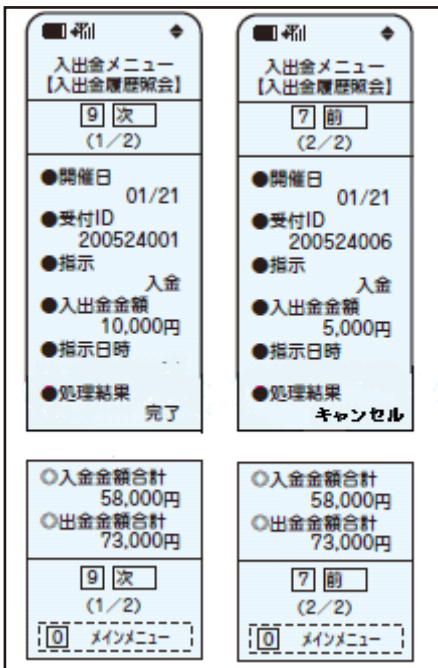 入出金メニュー
【入出金履歴照会】
9 次
(1/2)
●開催日
01/21
●受付ID
200524001
●指示
入金
●入出金金額
10,000円
●指示日時
●処理結果
完了
◎入金金額合計
58,000円
◎出金金額合計
73,000円
9 次
(1/2)
0 メインメニュー
入出金メニュー
【入出金履歴照会】
7 前
(2/2)
●開催日
01/21
●受付ID
200524006
●指示
入金
●入出金金額
5,000円
●指示日時
●処理結果
キャンセル
◎入金金額合計
58,000円
◎出金金額合計
73,000円
7 前
(2/2)
0 メインメニュー